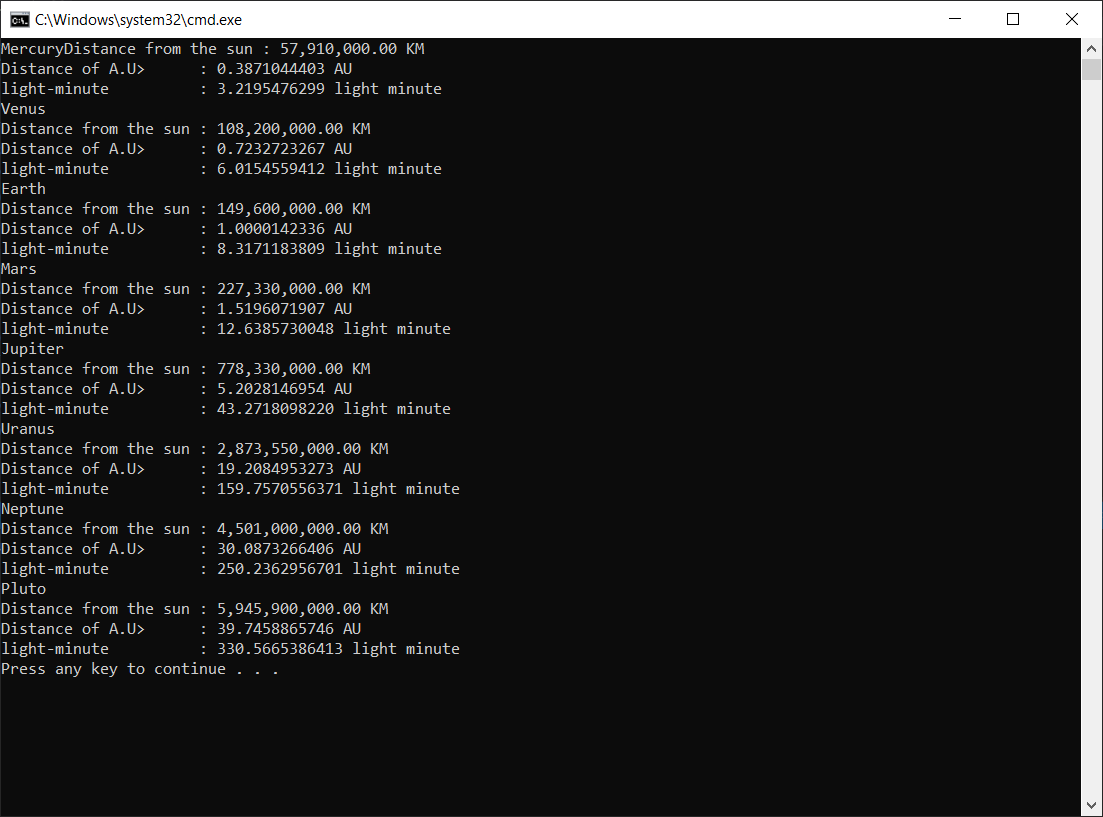 C:\Windows\system32\cmd.exe
MercuryDistance from the sun : 57,910,000.00 KM
Distance of A.U>      : 0.3871044403 AU
light-minute          : 3.2195476299 light minute
Venus
Distance from the sun : 108,200,000.00 KM
Distance of A.U>      : 0.7232723267 AU
light-minute          : 6.0154559412 light minute
Earth
Distance from the sun : 149,600,000.00 KM
Distance of A.U>      : 1.0000142336 AU
light-minute          : 8.3171183809 light minute
Mars
Distance from the sun : 227,330,000.00 KM
Distance of A.U>      : 1.5196071907 AU
light-minute          : 12.6385730048 light minute
Jupiter
Distance from the sun : 778,330,000.00 KM
Distance of A.U>      : 5.2028146954 AU
light-minute          : 43.2718098220 light minute
Uranus
Distance from the sun : 2,873,550,000.00 KM
Distance of A.U>      : 19.2084953273 AU
light-minute          : 159.7570556371 light minute
Neptune
Distance from the sun : 4,501,000,000.00 KM
Distance of A.U>      : 30.0873266406 AU
light-minute          : 250.2362956701 light minute
Pluto
Distance from the sun : 5,945,900,000.00 KM
Distance of A.U>      : 39.7458865746 AU
light-minute          : 330.5665386413 light minute
Press any key to continue . . .